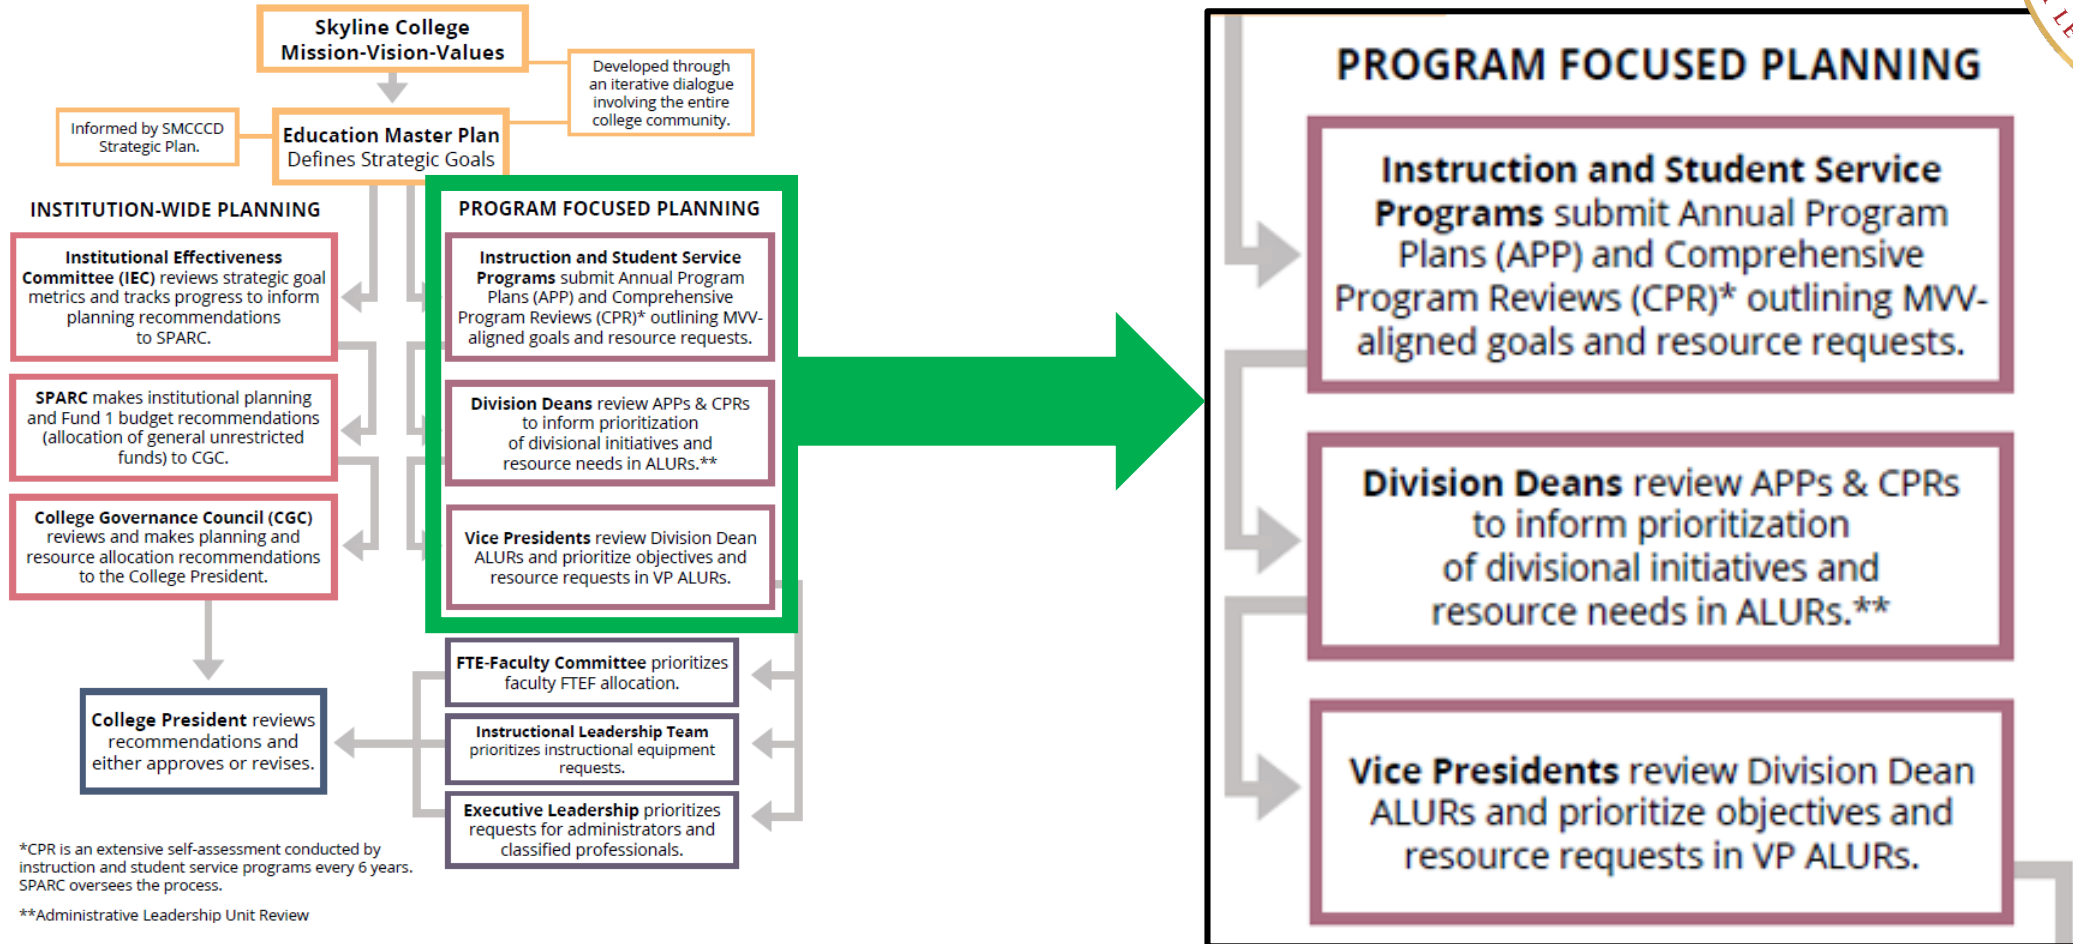 Skyline College
Mission-Vision-Values
Developed through
an iterative dialogue
involving the entire
college community.
Informed by SMCCCD
Strategic Plan.
Education Master Plan
Defines Strategic Goals
INSTITUTION-WIDE PLANNING
Institutional Effectiveness
Committee (IEC) reviews strategic goal
metrics and tracks progress to inform
planning recommendations
to SPARC.
SPARC makes institutional planning
and Fund 1 budget recommendations
(allocation of general unrestricted
funds) to CGC.
College Governance Council (CGC)
reviews and makes planning and
resource allocation recommendations
to the College President.
College President reviews
recommendations and
either approves or revises.
PROGRAM FOCUSED PLANNING
Instruction and Student Service
Programs submit Annual Program
Plans (APP) and Comprehensive
Program Reviews (CPR)* outlining MVV-
aligned goals and resource requests.
Division Deans review APPs & CPRs
to inform prioritization
of divisional initiatives and
resource needs in ALURs.**
Vice Presidents review Division Dean
ALURs and prioritize objectives and
resource requests in VP ALURs.
FTE-Faculty Committee prioritizes
faculty FTEF allocation.
Instructional Leadership Team
prioritizes instructional equipment
requests.
Executive Leadership prioritizes
requests for administrators and
classified professionals.
*CPR is an extensive self-assessment conducted by
instruction and student service programs every 6 years.
SPARC oversees the process.
**Administrative Leadership Unit Review
PROGRAM FOCUSED PLANNING
Instruction and Student Service
Programs submit Annual Program
Plans (APP) and Comprehensive
Program Reviews (CPR)* outlining MVV-
aligned goals and resource requests.
Division Deans review APPs & CPRs
to inform prioritization
of divisional initiatives and
resource needs in ALURs.**
Vice Presidents review Division Dean
ALURs and prioritize objectives and
resource requests in VP ALURs.